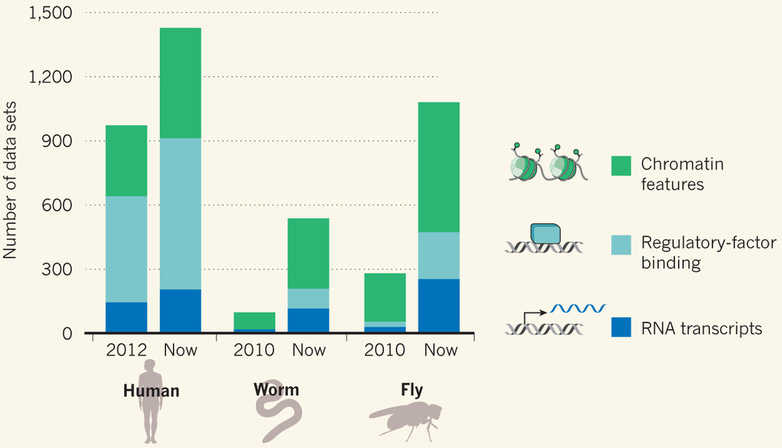 Number of data sets
1,500
1,200
900
600
300
0
2012 Now 2010 Now 2010 Now
Human Worm Fly
Chromatin
features
Regulatory-factor
binding
RNA transcripts